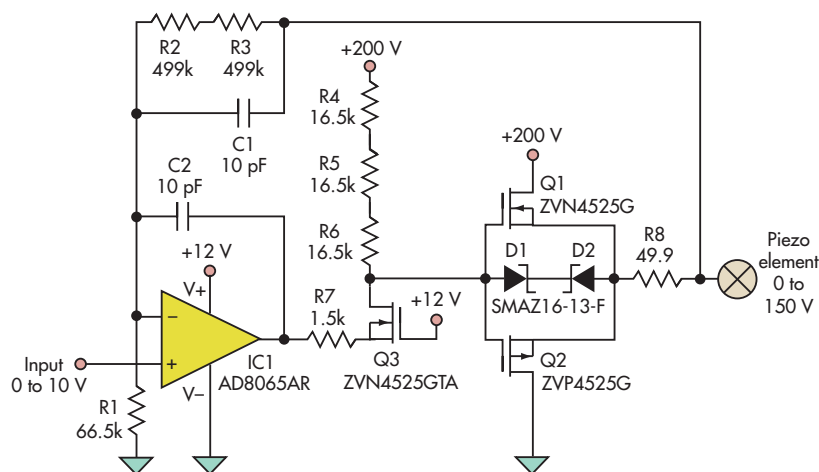 R2
499k
R3
499k
C1
10 pF
C2
10 pF
+12 V
V+
−
+
V−
Input
0 to 10 V
R1
66.5k
IC1
AD8065AR
R7
1.5k
+200 V
R4
16.5k
R5
16.5k
R6
16.5k
+12 V
Q3
ZVN4525GTA
+200 V
Q1
ZVN4525G
D1
D2
SMAZ16-13-F
Q2
ZVP4525G
R8
49.9
Piezo
element
0 to
150 V